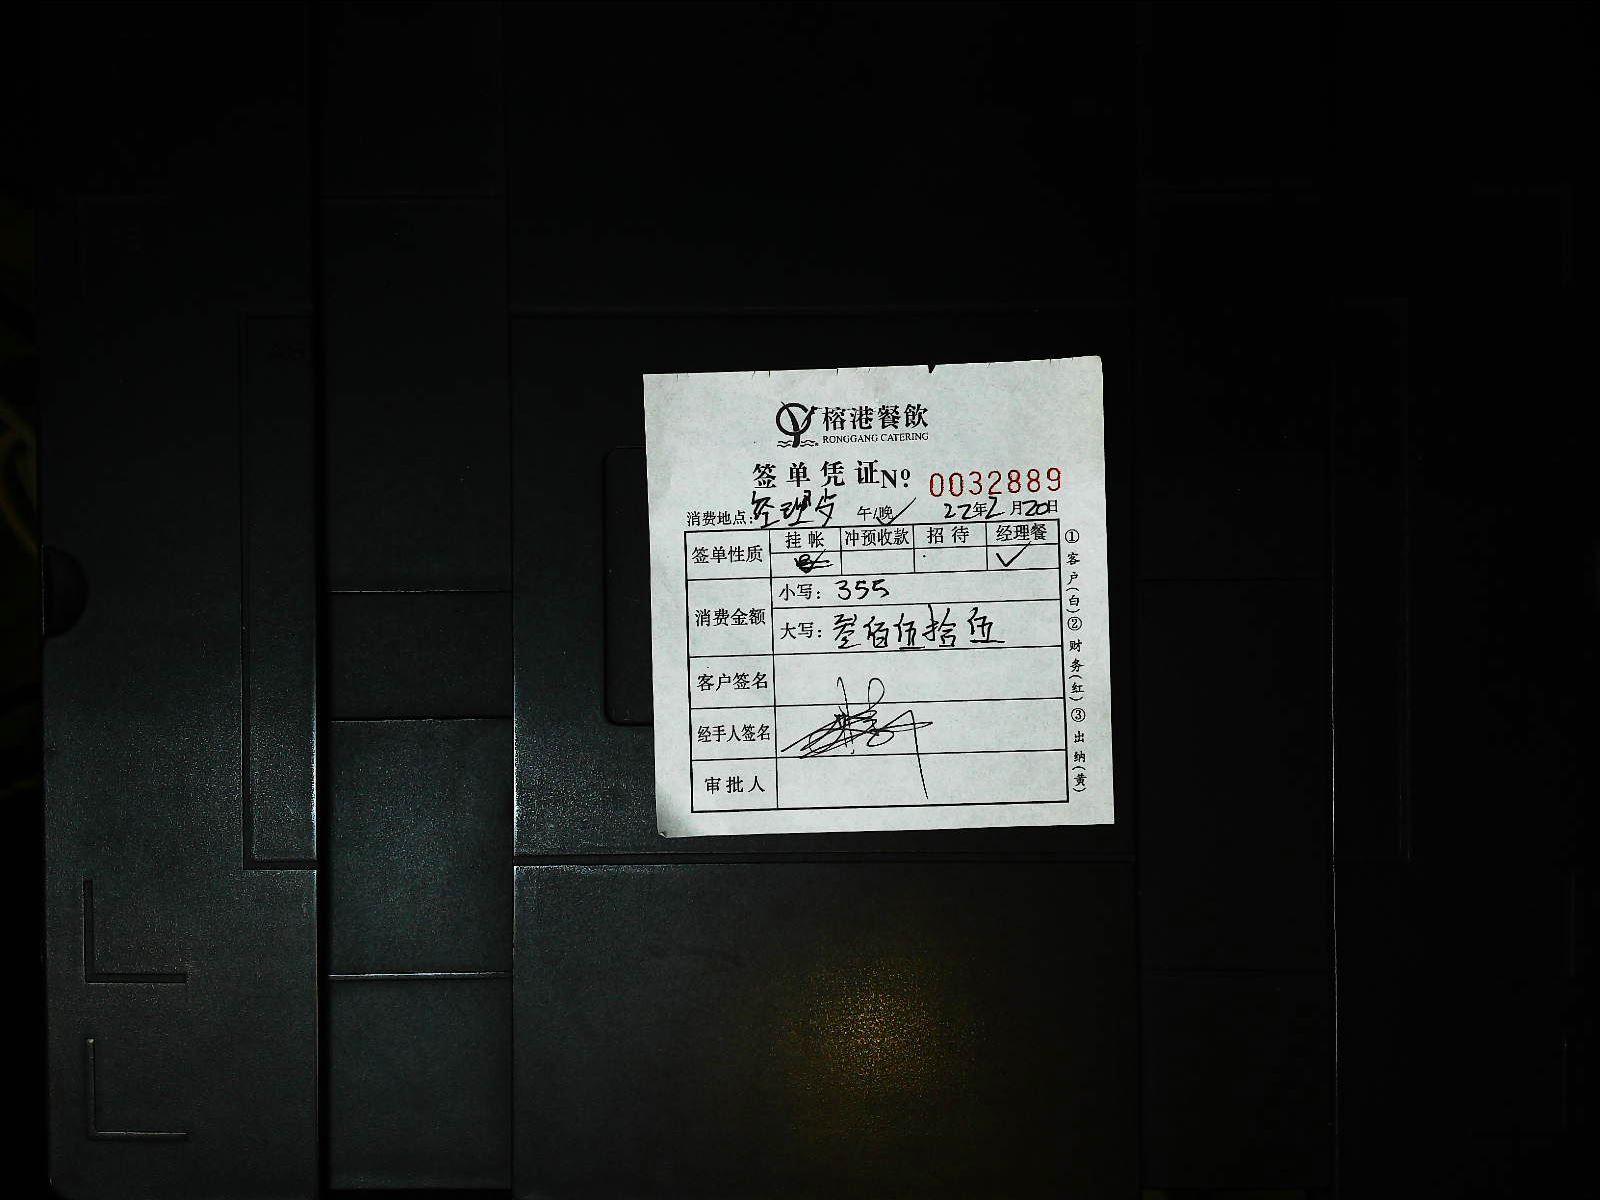 榕港餐飲
RONGGANG CATERING
签单凭证 No. 0032889
消费地点: 经理 午/晚 22年2月20日
签单性质 挂帐 冲预收款 招待 经理餐
✓
消费金额 小写: 355
大写: 叁佰伍拾伍
客户签名
经手人签名
审批人
①客户(白)②财务(红)③出纳(黄)